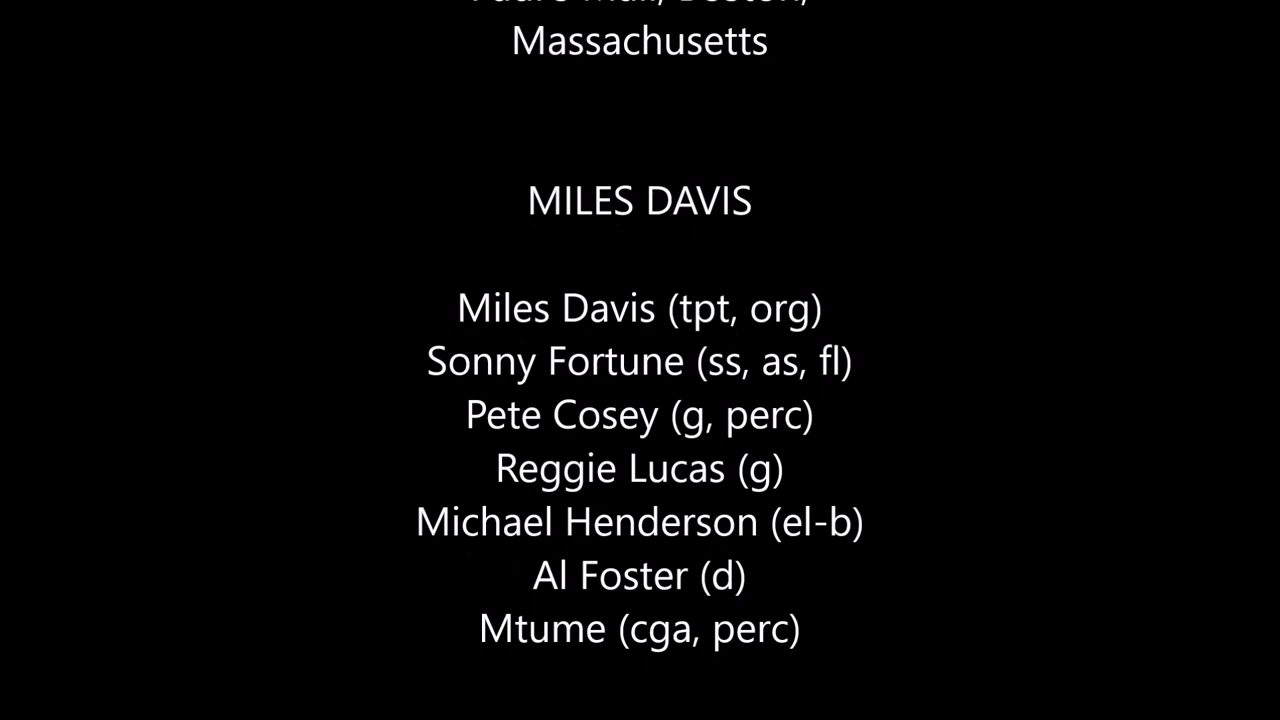 Massachusetts
MILES DAVIS
Miles Davis (tpt, org)
Sonny Fortune (ss, as, fl)
Pete Cosey (g, perc)
Reggie Lucas (g)
Michael Henderson (el-b)
Al Foster (d)
Mtume (cga, perc)